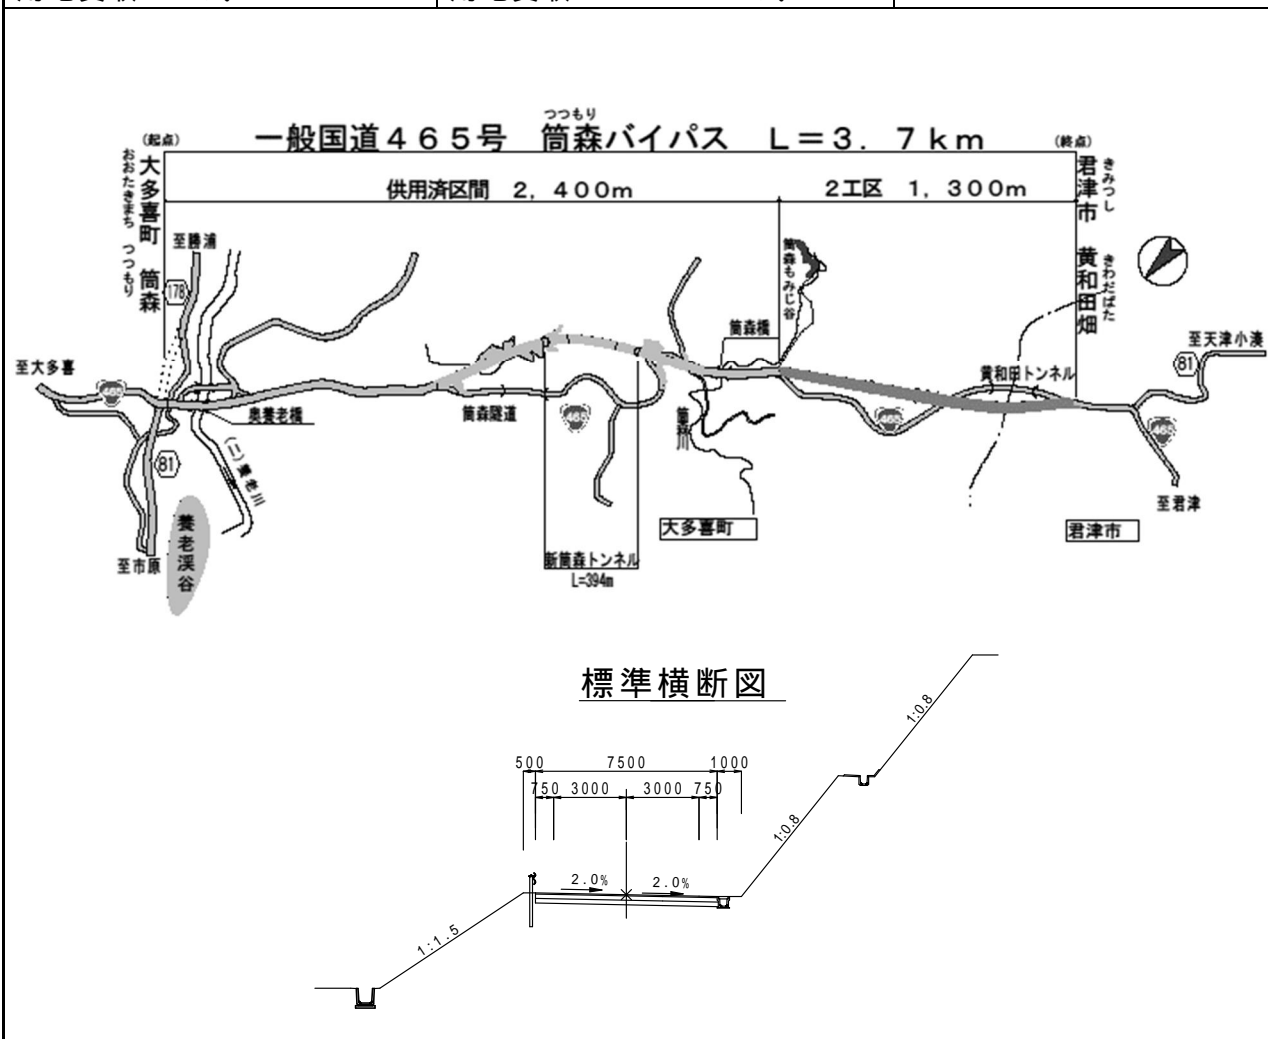 つつもり
(起点) 一般国道465号 筒森バイパス L=3.7km (終点)
おおたきまち つつもり
大多喜町 筒森
君津市 黄和田畑
きみつし きわだばた
供用済区間 2,400m
2工区 1,300m
至勝浦
178
筒森もみじ谷
筒森橋
至天津小湊
81
至大多喜
465
黄和田トンネル
奥養老橋
筒森隧道
465
筒森川
465
465
(二)養老川
81
至君津
養老渓谷
大多喜町
君津市
至市原
新筒森トンネル
L=394m
標準横断図
1:0.8
500 7500 1000
750 3000 3000 750
1:0.8
2.0% 2.0%
1:1.5